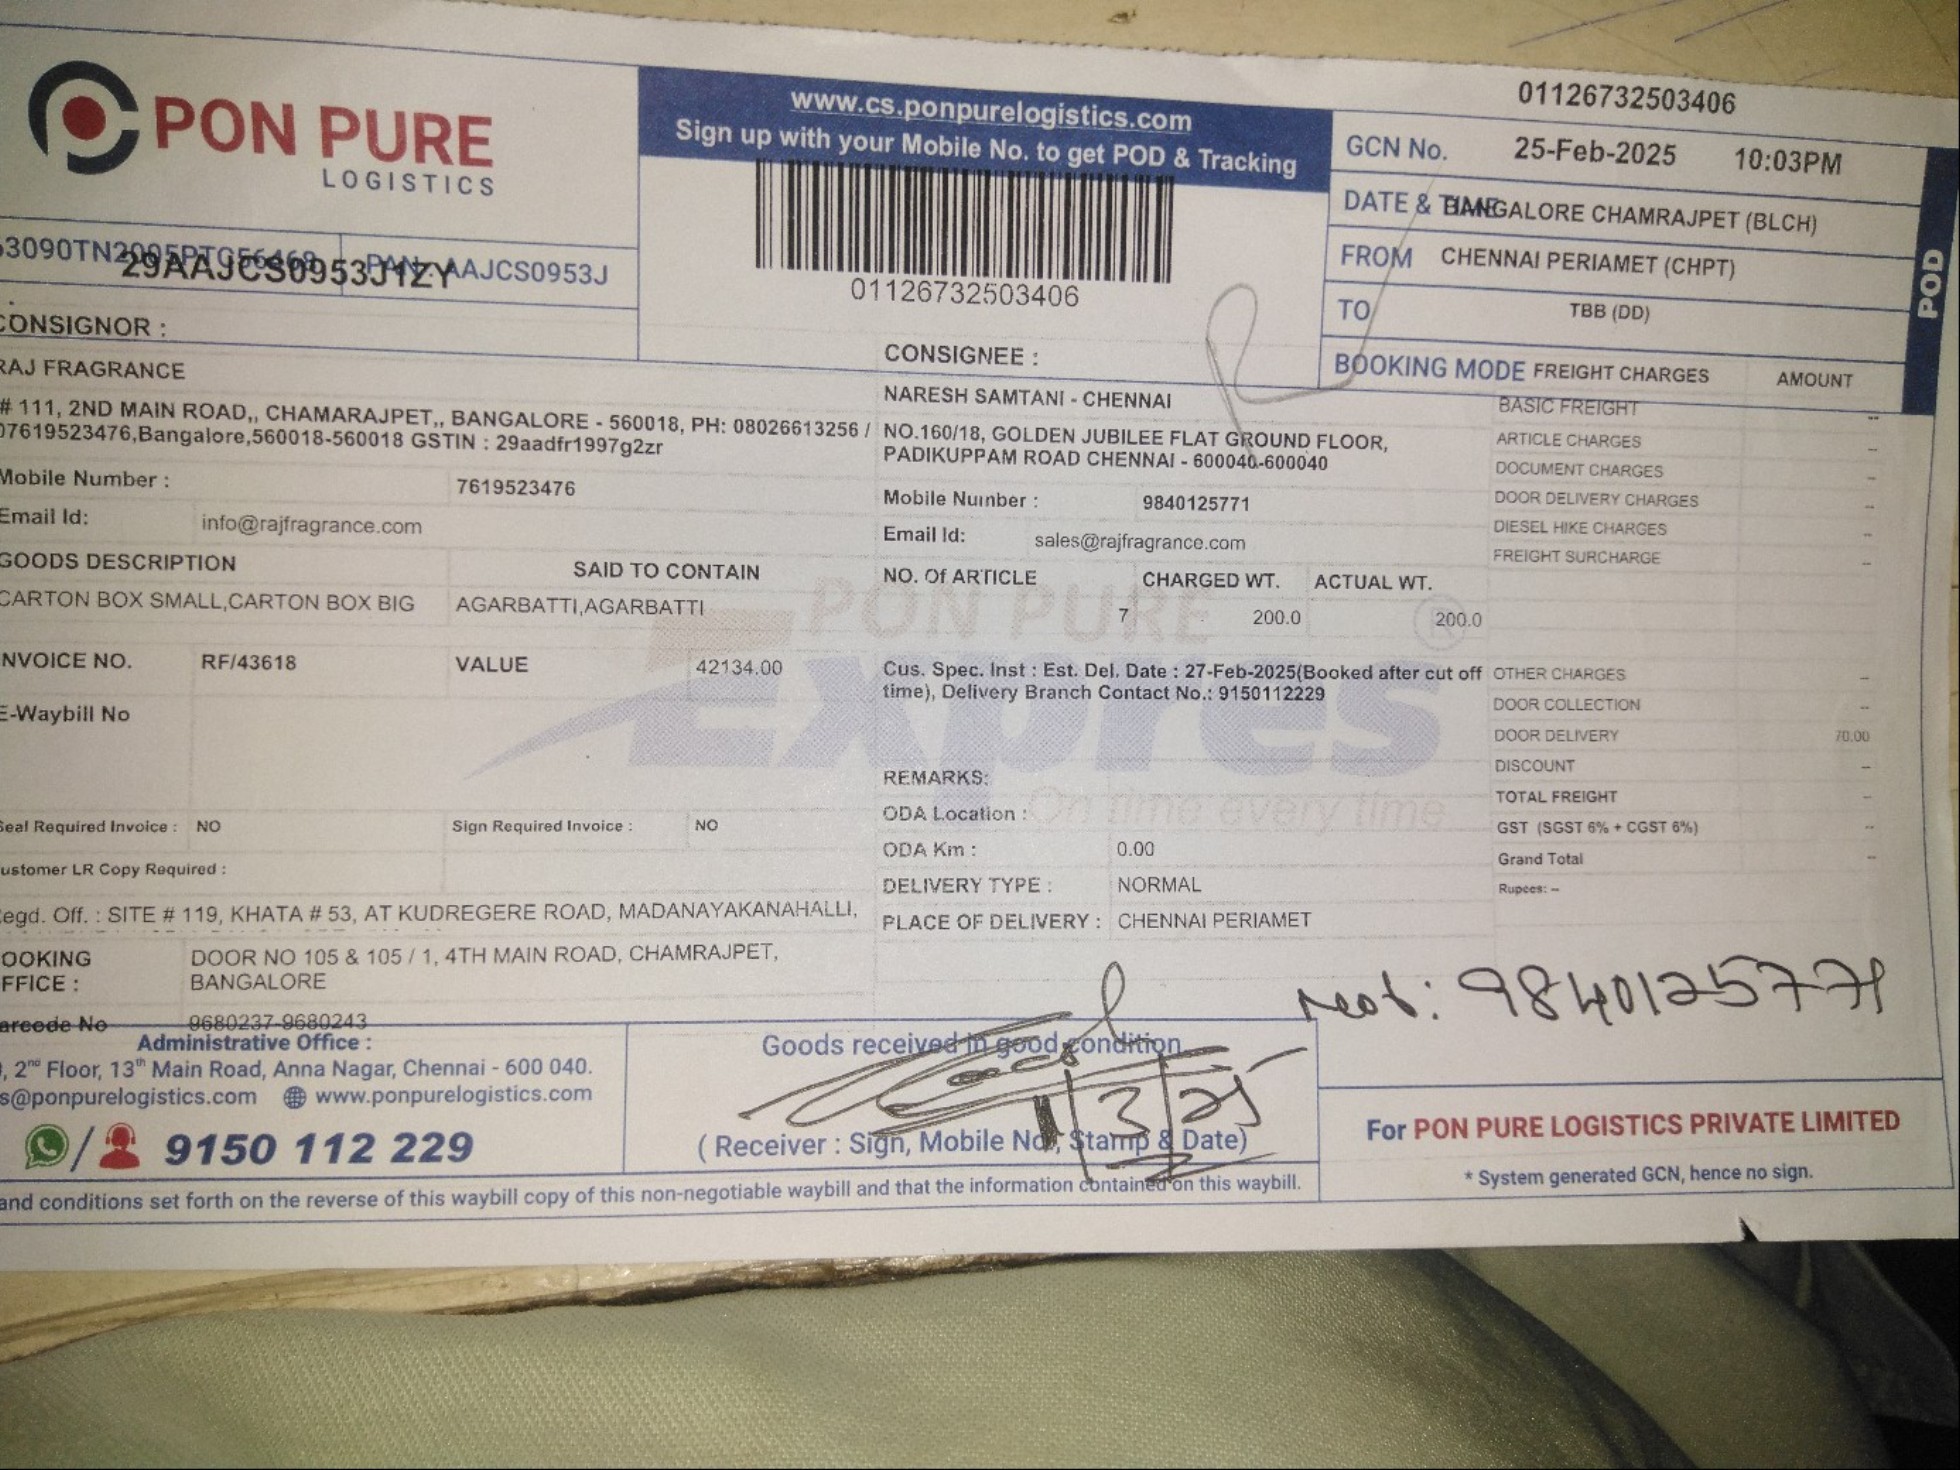 PON PURE
LOGISTICS
www.cs.ponpurelogistics.com
Sign up with your Mobile No. to get POD & Tracking
01126732503406
01126732503406
GCN No. 25-Feb-2025 10:03PM
DATE & TIME BANGALORE CHAMRAJPET (BLCH)
FROM CHENNAI PERIAMET (CHPT)
TO TBB (DD)
BOOKING MODE FREIGHT CHARGES AMOUNT
POD
63090TN2005PTC56469 PAN : AAJCS0953J
29AAJCS0953J1ZY
CONSIGNOR :
RAJ FRAGRANCE
# 111, 2ND MAIN ROAD,, CHAMARAJPET,, BANGALORE - 560018, PH: 08026613256 /
07619523476,Bangalore,560018-560018 GSTIN : 29aadfr1997g2zr
Mobile Number : 7619523476
Email Id: info@rajfragrance.com
CONSIGNEE :
NARESH SAMTANI - CHENNAI
NO.160/18, GOLDEN JUBILEE FLAT GROUND FLOOR,
PADIKUPPAM ROAD CHENNAI - 600040-600040
Mobile Number : 9840125771
Email Id: sales@rajfragrance.com
BASIC FREIGHT --
ARTICLE CHARGES --
DOCUMENT CHARGES --
DOOR DELIVERY CHARGES --
DIESEL HIKE CHARGES --
FREIGHT SURCHARGE --
GOODS DESCRIPTION SAID TO CONTAIN NO. Of ARTICLE CHARGED WT. ACTUAL WT.
CARTON BOX SMALL,CARTON BOX BIG AGARBATTI,AGARBATTI 7 200.0 200.0
PON PURE
Expres
On time every time
INVOICE NO. RF/43618 VALUE 42134.00
E-Waybill No
Cus. Spec. Inst : Est. Del. Date : 27-Feb-2025(Booked after cut off
time), Delivery Branch Contact No.: 9150112229
OTHER CHARGES --
DOOR COLLECTION --
DOOR DELIVERY 70.00
DISCOUNT --
TOTAL FREIGHT --
GST (SGST 6% + CGST 6%) --
Grand Total --
Rupees: --
REMARKS:
ODA Location :
ODA Km : 0.00
DELIVERY TYPE : NORMAL
PLACE OF DELIVERY : CHENNAI PERIAMET
Seal Required Invoice : NO Sign Required Invoice : NO
Customer LR Copy Required :
Regd. Off. : SITE # 119, KHATA # 53, AT KUDREGERE ROAD, MADANAYAKANAHALLI,
BOOKING
OFFICE :
DOOR NO 105 & 105 / 1, 4TH MAIN ROAD, CHAMRAJPET,
BANGALORE
Barcode No 9680237-9680243
9840125771
Administrative Office :
, 2nd Floor, 13th Main Road, Anna Nagar, Chennai - 600 040.
s@ponpurelogistics.com www.ponpurelogistics.com
/ 9150 112 229
Goods received in good condition
1/3/25
( Receiver : Sign, Mobile No., Stamp & Date)
For PON PURE LOGISTICS PRIVATE LIMITED
* System generated GCN, hence no sign.
and conditions set forth on the reverse of this waybill copy of this non-negotiable waybill and that the information contained on this waybill.